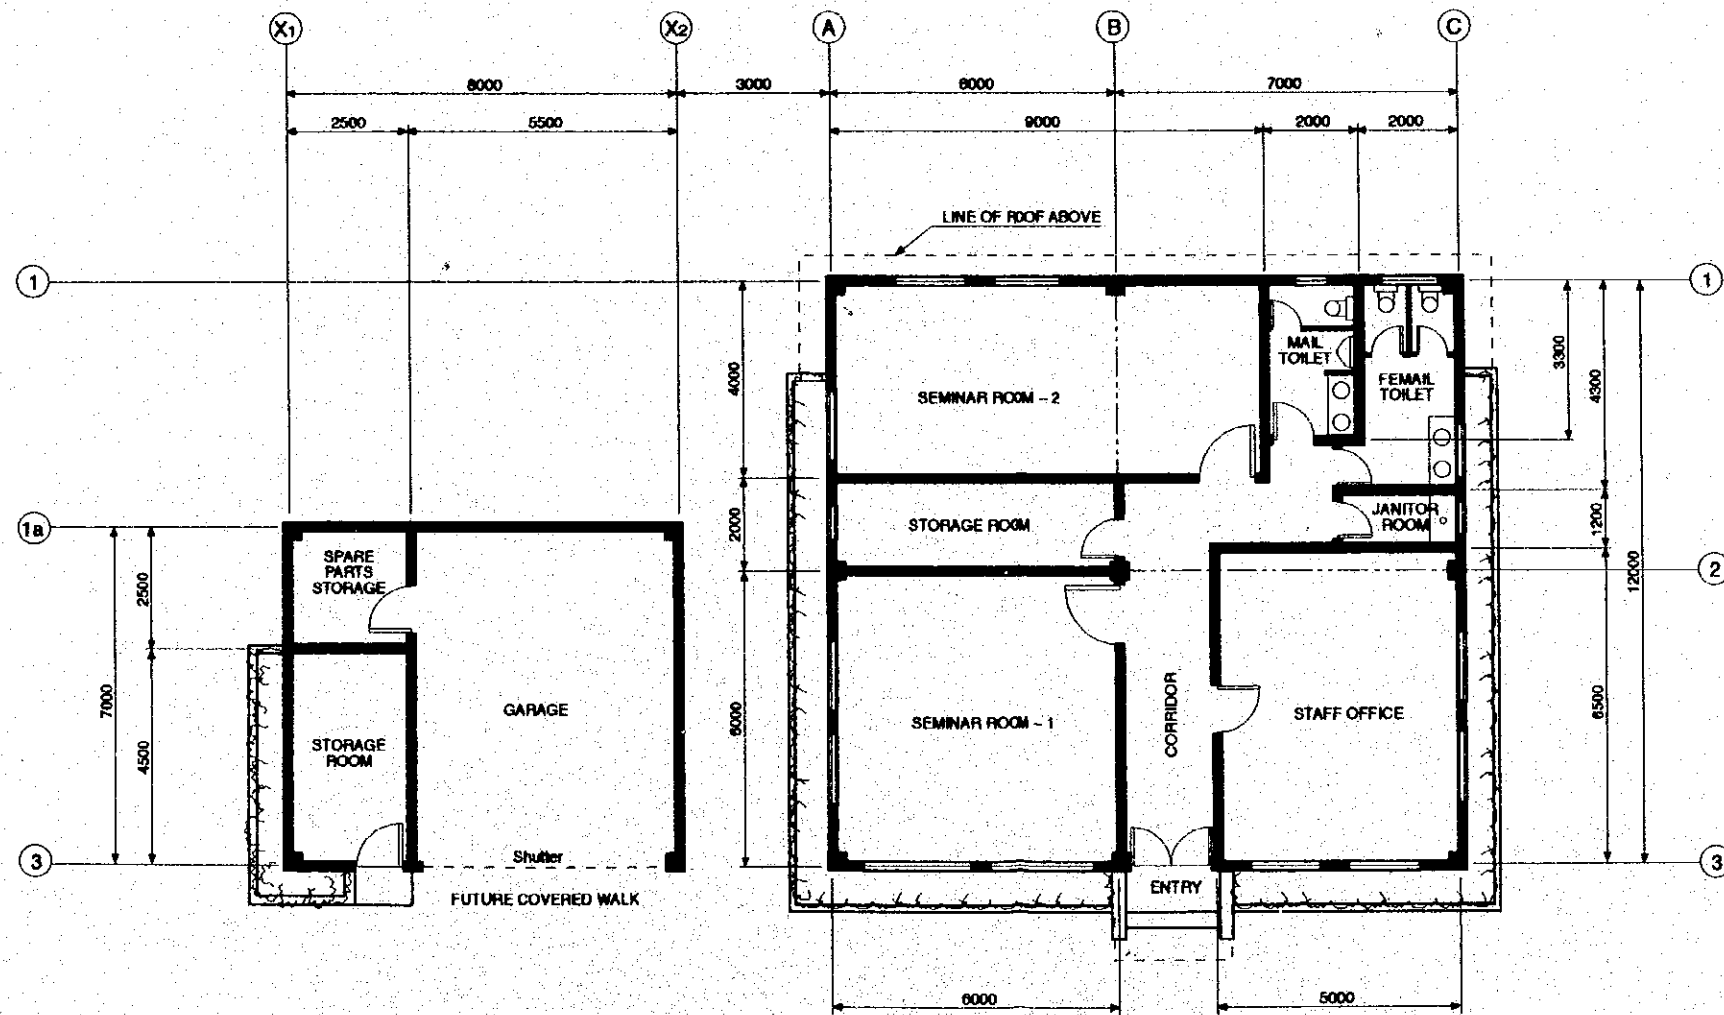 X1
X2
A
B
C
8000
3000
6000
7000
2500
5500
9000
2000
2000
LINE OF ROOF ABOVE
1
1
MAIL
TOILET
3300
4000
4300
FEMAIL
TOILET
SEMINAR ROOM - 2
1a
STORAGE ROOM
2000
JANITOR
ROOM
1200
SPARE
PARTS
STORAGE
2500
12000
2
7000
GARAGE
SEMINAR ROOM - 1
CORRIDOR
STAFF OFFICE
6000
6500
4500
STORAGE
ROOM
Shutter
3
3
FUTURE COVERED WALK
ENTRY
6000
5000